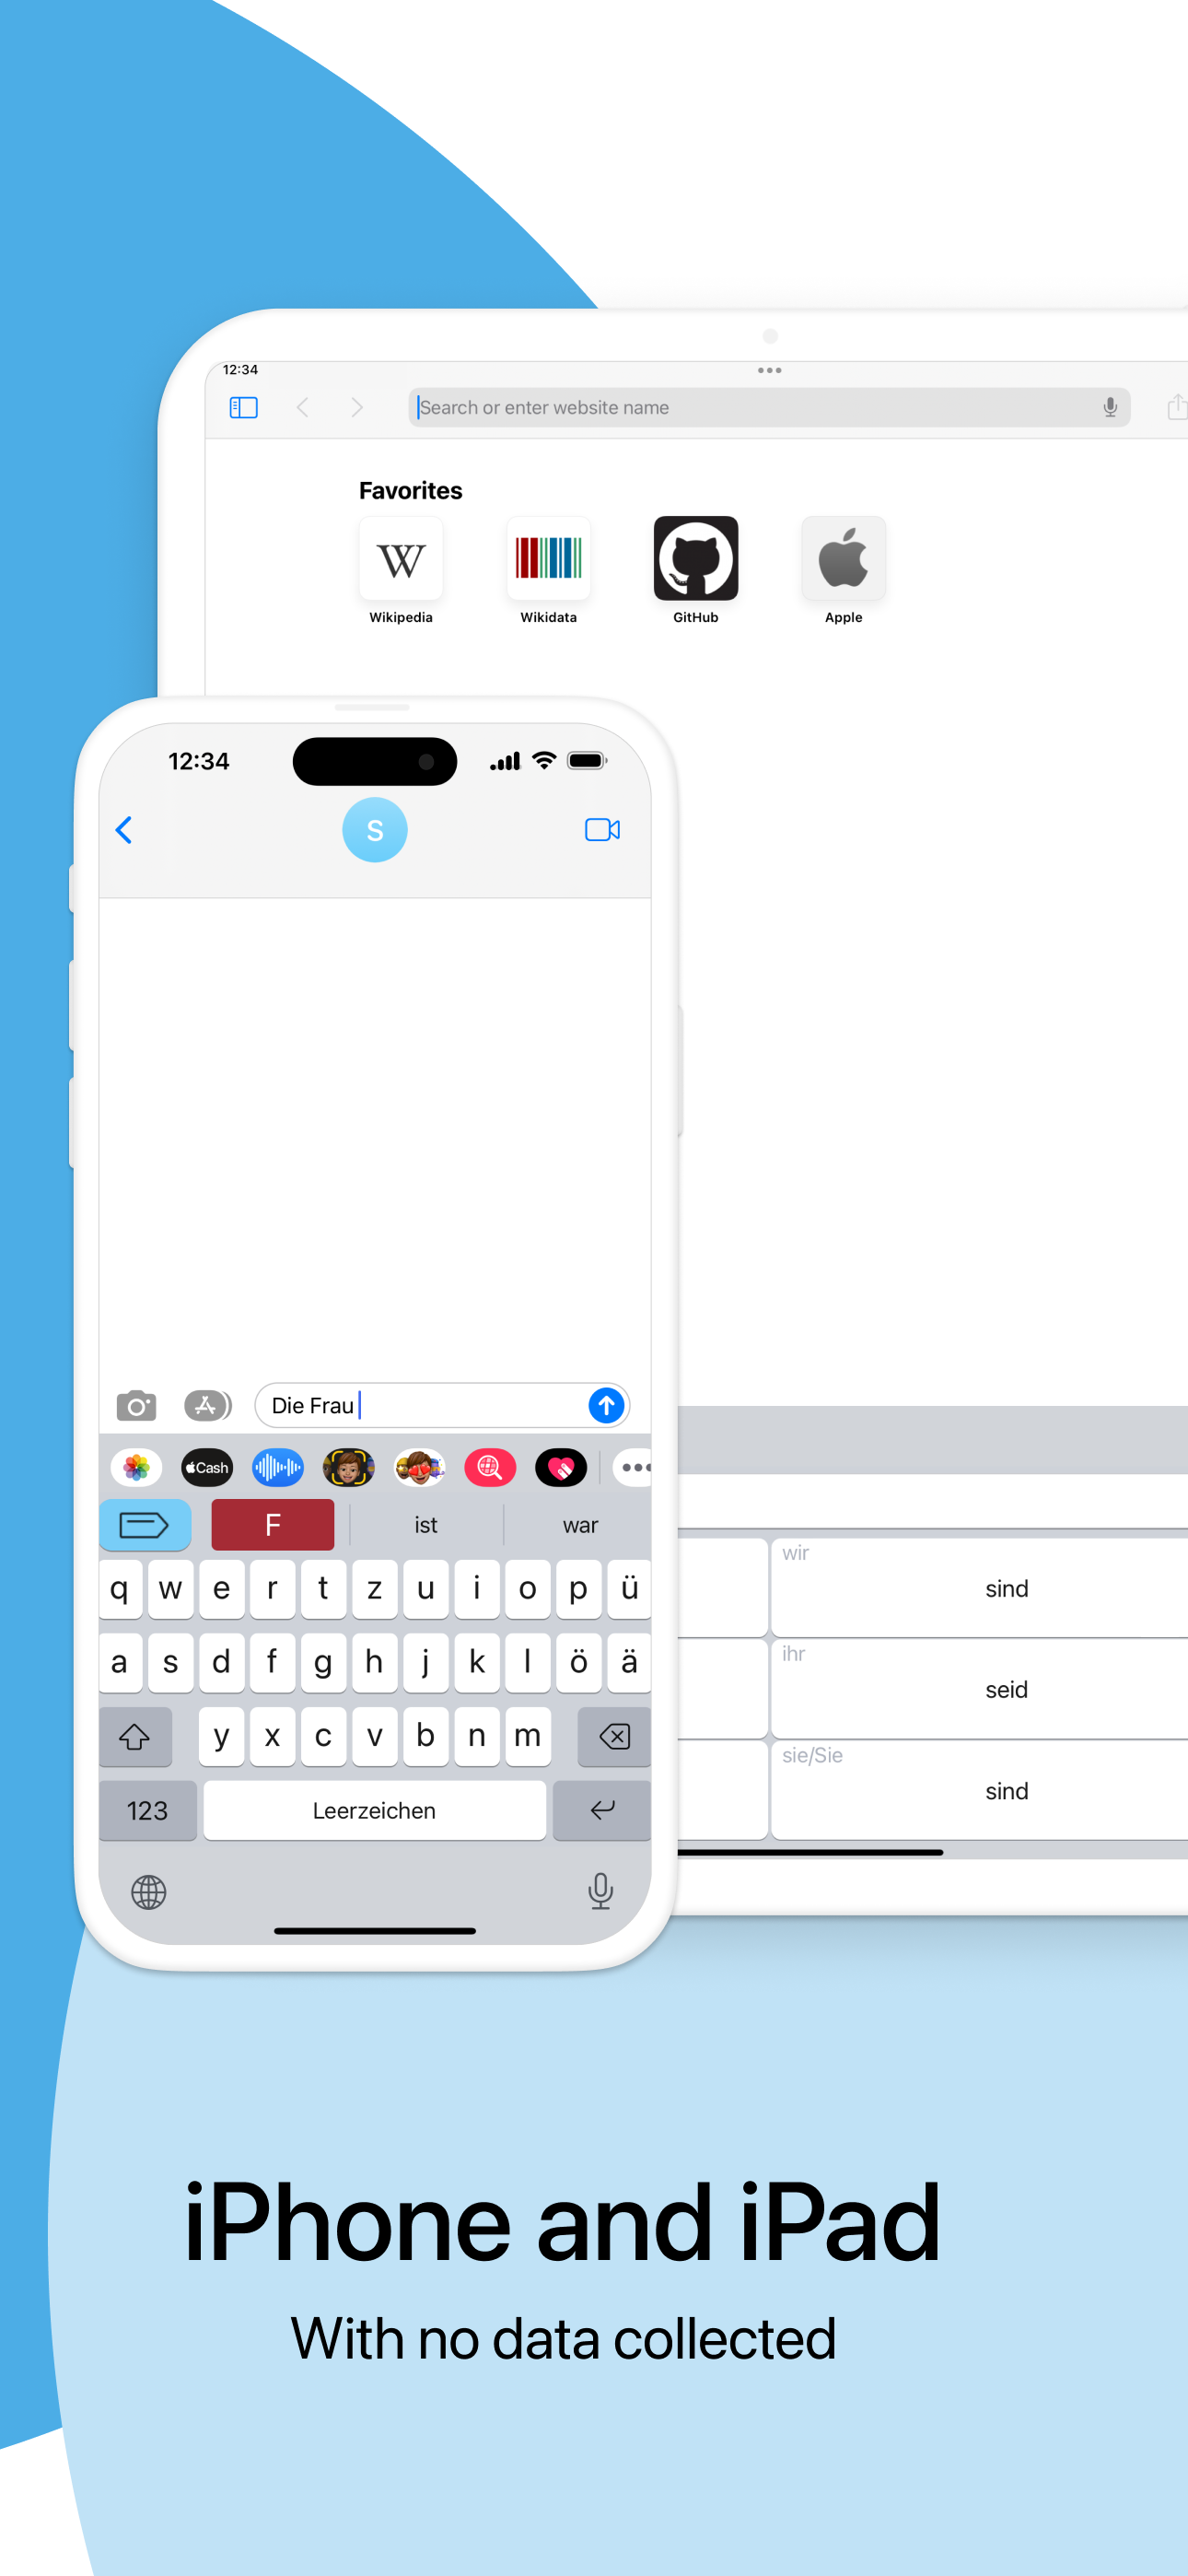 12:34
Search or enter website name
Favorites
W
Wikipedia
Wikidata
GitHub
Apple
12:34
S
Die Frau
Cash
F
ist
war
q w e r t z u i o p ü
a s d f g h j k l ö ä
y x c v b n m
123
Leerzeichen
wir
sind
ihr
seid
sie/Sie
sind
iPhone and iPad
With no data collected